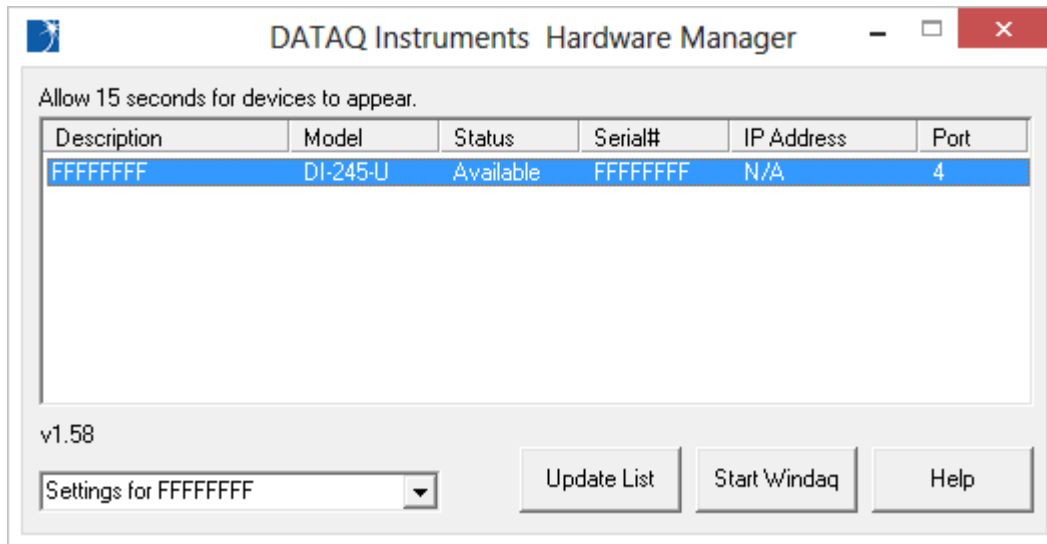 DATAQ Instruments  Hardware Manager
Allow 15 seconds for devices to appear.
Description Model Status Serial# IP Address Port
FFFFFFFF DI-245-U Available FFFFFFFF N/A 4
v1.58
Settings for FFFFFFFF Update List Start Windaq Help